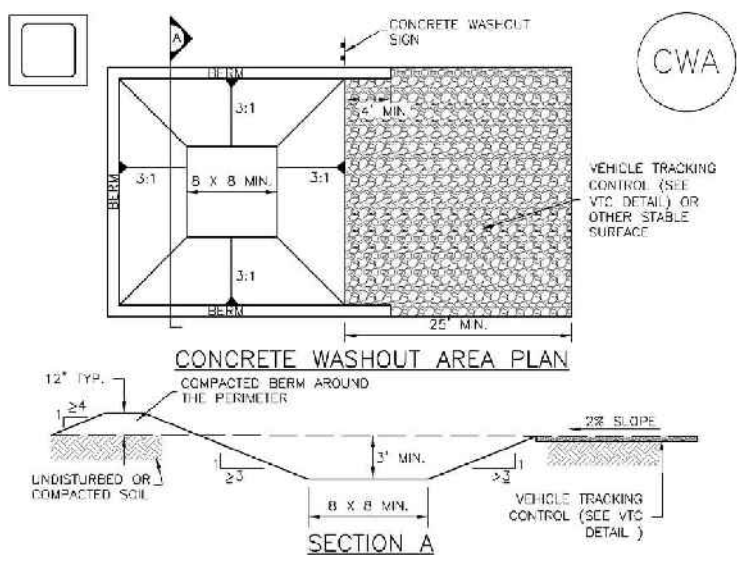 A
CONCRETE WASHOUT
SIGN
CWA
BERM
3:1
4' MIN.
BERM
3:1
8 X 8 MIN.
3:1
VEHICLE TRACKING
CONTROL (SEE
VTC DETAIL) OR
OTHER STABLE
SURFACE
3:1
BERM
25' MIN.
CONCRETE WASHOUT AREA PLAN
12" TYP.
COMPACTED BERM AROUND
THE PERIMETER
1
≥4
2% SLOPE
3' MIN.
1
≥3
≥3
1
UNDISTURBED OR
COMPACTED SOIL
8 X 8 MIN.
VEHICLE TRACKING
CONTROL (SEE VTC
DETAIL )
SECTION A